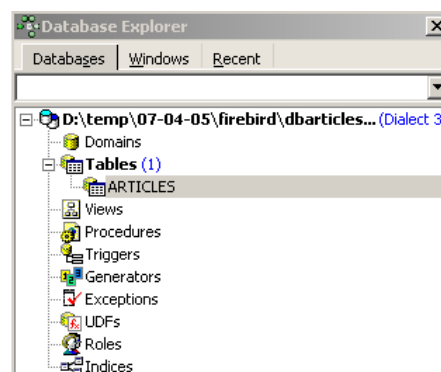 Database Explorer
Databases Windows Recent
D:\temp\07-04-05\firebird\dbarticles... (Dialect 3
Domains
Tables (1)
ARTICLES
Views
Procedures
Triggers
Generators
Exceptions
UDFs
Roles
Indices